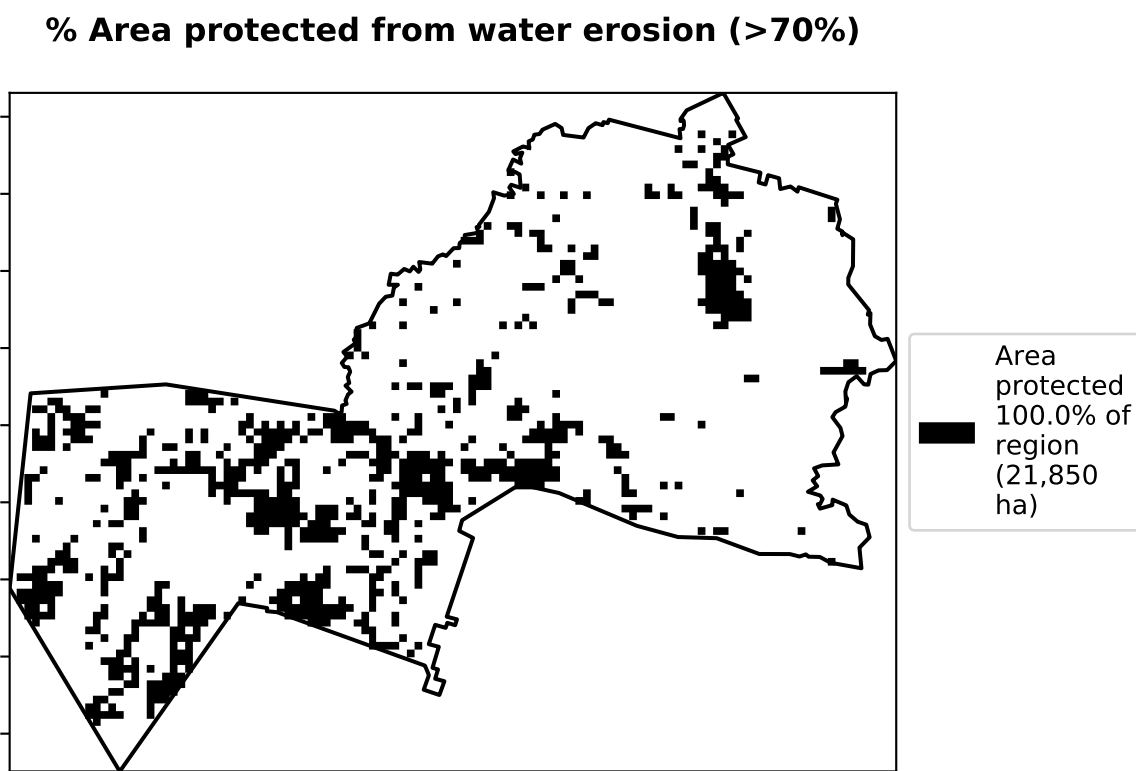 % Area protected from water erosion (>70%)
Area
protected
100.0% of
region
(21,850
ha)